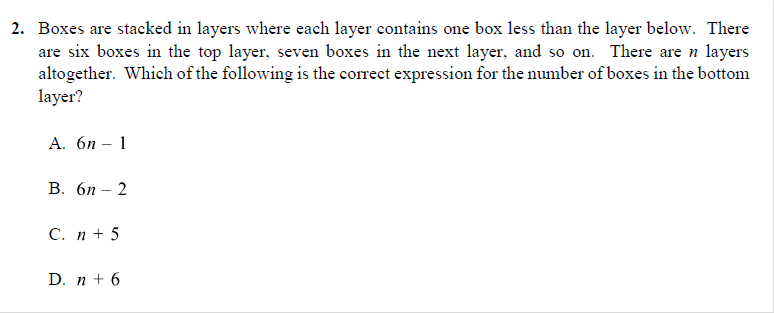 2. Boxes are stacked in layers where each layer contains one box less than the layer below. There
are six boxes in the top layer, seven boxes in the next layer, and so on. There are n layers
altogether. Which of the following is the correct expression for the number of boxes in the bottom
layer?
A. 6n – 1
B. 6n – 2
C. n + 5
D. n + 6